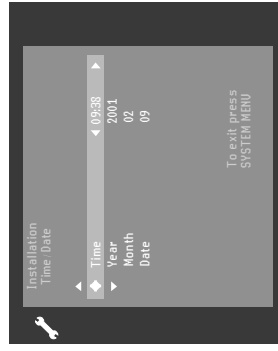 Installation
Time / Date
Time 09:38
Year 2001
Month 02
Date 09
To exit press
SYSTEM MENU